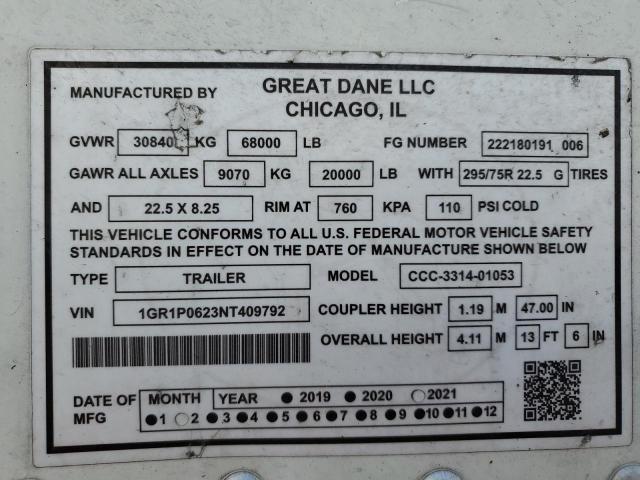 MANUFACTURED BY GREAT DANE LLC
CHICAGO, IL
GVWR 30840 KG 68000 LB FG NUMBER 222180191 006
GAWR ALL AXLES 9070 KG 20000 LB WITH 295/75R 22.5 G TIRES
AND 22.5 X 8.25 RIM AT 760 KPA 110 PSI COLD
THIS VEHICLE CONFORMS TO ALL U.S. FEDERAL MOTOR VEHICLE SAFETY
STANDARDS IN EFFECT ON THE DATE OF MANUFACTURE SHOWN BELOW
TYPE TRAILER MODEL CCC-3314-01053
VIN 1GR1P0623NT409792 COUPLER HEIGHT 1.19 M 47.00 IN
OVERALL HEIGHT 4.11 M 13 FT 6 IN
DATE OF MFG
MONTH YEAR 2019 2020 2021
1 2 3 4 5 6 7 8 9 10 11 12